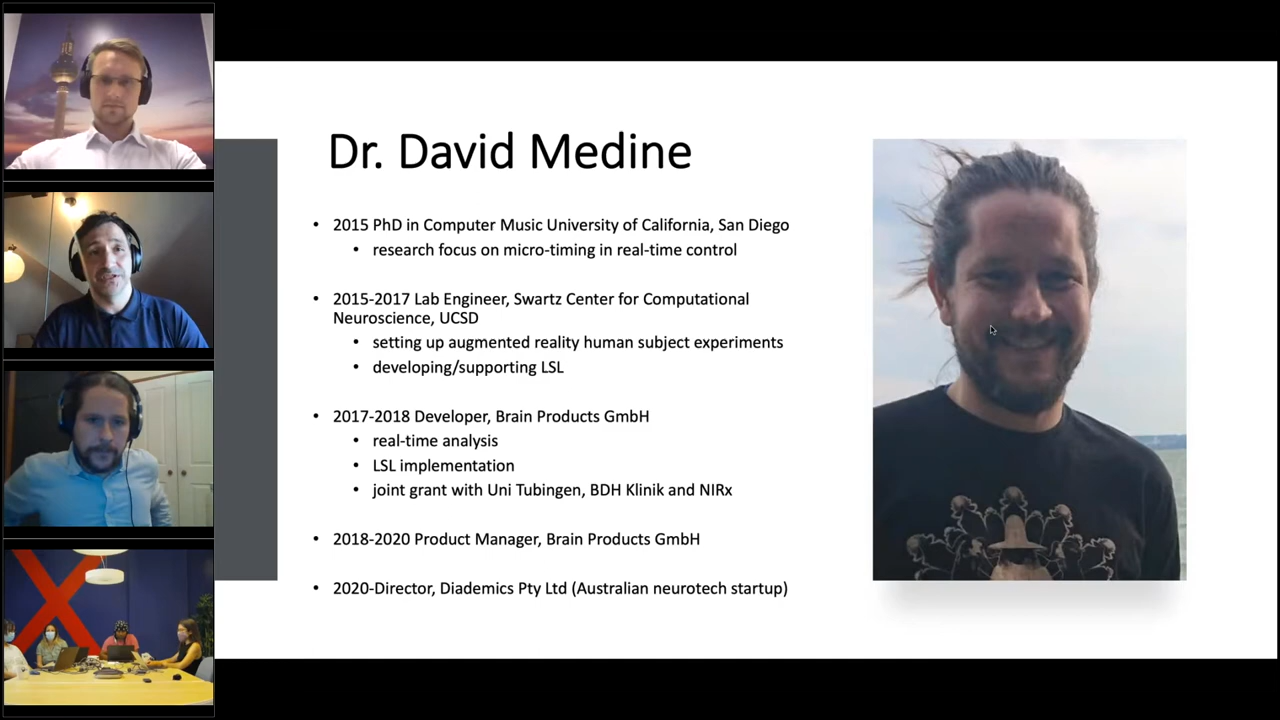 Dr. David Medine
• 2015 PhD in Computer Music University of California, San Diego
• research focus on micro-timing in real-time control
• 2015-2017 Lab Engineer, Swartz Center for Computational
Neuroscience, UCSD
• setting up augmented reality human subject experiments
• developing/supporting LSL
• 2017-2018 Developer, Brain Products GmbH
• real-time analysis
• LSL implementation
• joint grant with Uni Tubingen, BDH Klinik and NIRx
• 2018-2020 Product Manager, Brain Products GmbH
• 2020-Director, Diademics Pty Ltd (Australian neurotech startup)